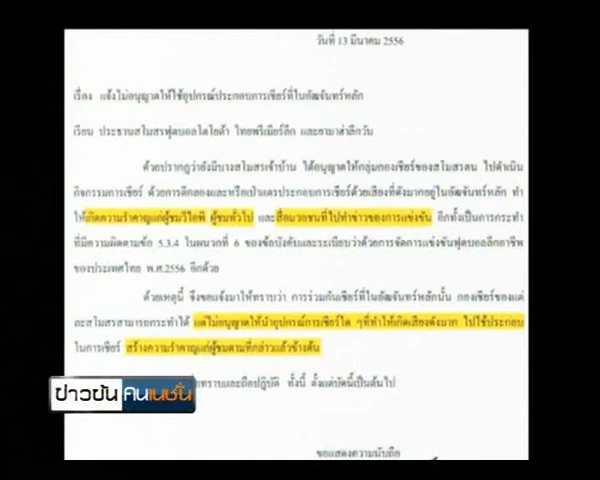 วันที่ 13 มีนาคม 2556
เรื่อง แจ้งไม่อนุญาตให้ใช้อุปกรณ์ประกอบการเชียร์ที่ในอัฒจันทร์หลัก
เรียน ประธานสโมสรฟุตบอลโตโยต้า ไทยพรีเมียร์ลีก และยามาฮ่าลีกวัน
ด้วยปรากฏว่ายังมีบางสโมสรเจ้าบ้าน ได้อนุญาตให้กลุ่มกองเชียร์ของสโมสรตน ไปดำเนิน
กิจกรรมการเชียร์ ด้วยการตีกลองและหรือเป่าแตรประกอบการเชียร์ด้วยเสียงที่ดังมากอยู่ในอัฒจันทร์หลัก ทำ
ให้เกิดความรำคาญแก่ผู้ชมวีไอพี ผู้ชมทั่วไป และสื่อมวลชนที่ไปทำข่าวของการแข่งขัน อีกทั้งเป็นการกระทำ
ที่มีความผิดตามข้อ 5.3.4 ในผนวกที่ 6 ของข้อบังคับและระเบียบว่าด้วยการจัดการแข่งขันฟุตบอลลีกอาชีพ
ของประเทศไทย พ.ศ.2556 อีกด้วย
ด้วยเหตุนี้ จึงขอแจ้งมาให้ทราบว่า การร่วมกันเชียร์ที่ในอัฒจันทร์หลักนั้น กองเชียร์ของแต่
ละสโมสรสามารถกระทำได้ แต่ไม่อนุญาตให้นำอุปกรณ์การเชียร์ใด ๆที่ทำให้เกิดเสียงดังมาก ไปใช้ประกอบ
ในการเชียร์ สร้างความรำคาญแก่ผู้ชมตามที่กล่าวแล้วข้างต้น
ทราบและถือปฏิบัติ ทั้งนี้ ตั้งแต่บัดนี้เป็นต้นไป
ข่าวข้น คนเนชั่น
ขอแสดงความนับถือ